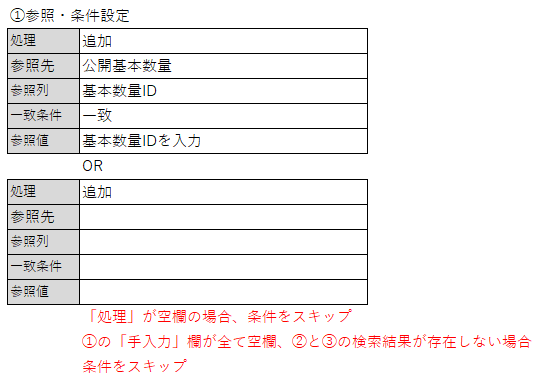 ①参照・条件設定
処理 追加
参照先 公開基本数量
参照列 基本数量ID
一致条件 一致
参照値 基本数量IDを入力
OR
処理 追加
参照先
参照列
一致条件
参照値
「処理」が空欄の場合、条件をスキップ
①の「手入力」欄が全て空欄、②と③の検索結果が存在しない場合
条件をスキップ